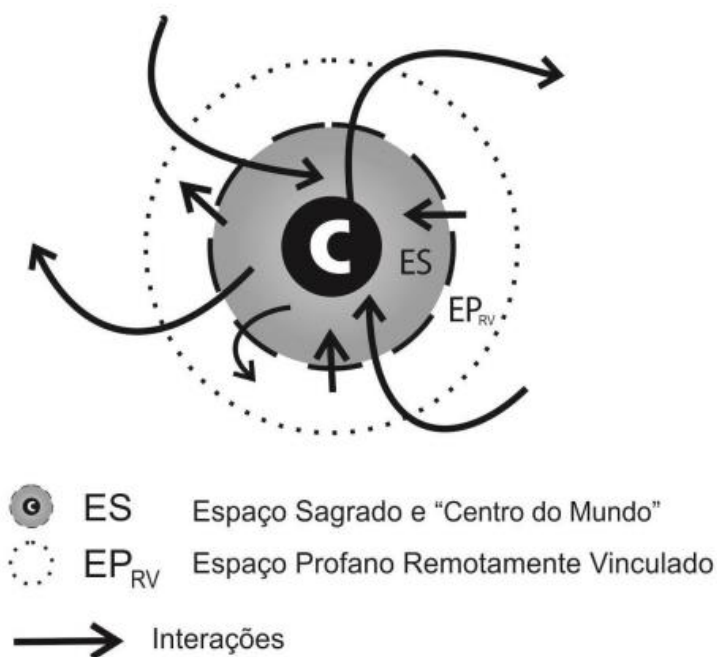 C
ES
EPRV
C ES Espaço Sagrado e “Centro do Mundo”
EPRV Espaço Profano Remotamente Vinculado
Interações